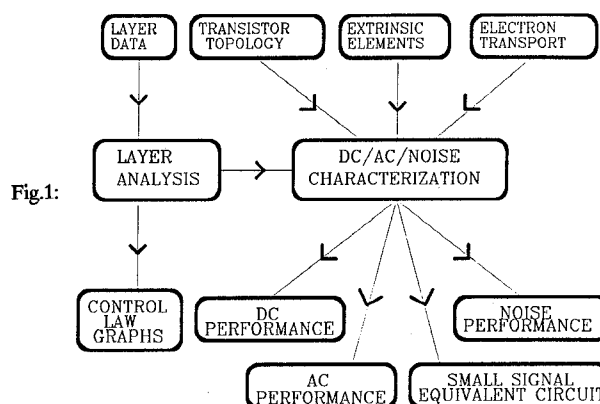 LAYER
DATA
TRANSISTOR
TOPOLOGY
EXTRINSIC
ELEMENTS
ELECTRON
TRANSPORT
LAYER
ANALYSIS
DC/AC/NOISE
CHARACTERIZATION
Fig.1:
CONTROL
LAW
GRAPHS
DC
PERFORMANCE
NOISE
PERFORMANCE
AC
PERFORMANCE
SMALL SIGNAL
EQUIVALENT CIRCUIT